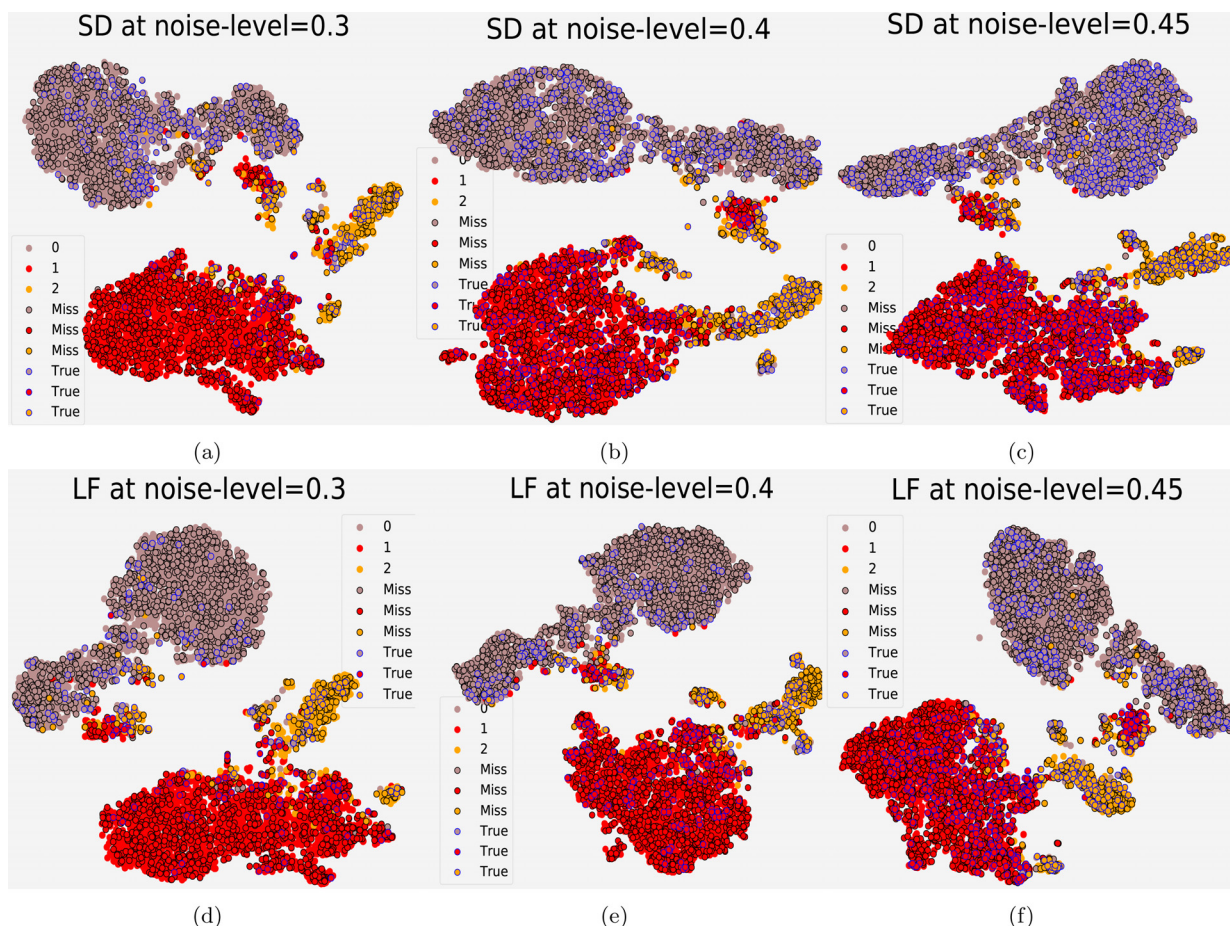 SD at noise-level=0.3
0
1
2
Miss
Miss
Miss
True
True
True
(a)
SD at noise-level=0.4
0
1
2
Miss
Miss
Miss
True
True
True
(b)
SD at noise-level=0.45
0
1
2
Miss
Miss
Miss
True
True
True
(c)
LF at noise-level=0.3
0
1
2
Miss
Miss
Miss
True
True
True
(d)
LF at noise-level=0.4
0
1
2
Miss
Miss
Miss
True
True
True
(e)
LF at noise-level=0.45
0
1
2
Miss
Miss
Miss
True
True
True
(f)